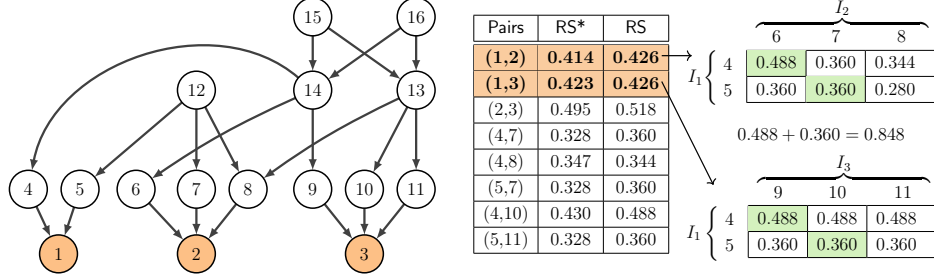 15 16
12 14 13
4 5 6 7 8 9 10 11
1 2 3
Pairs RS* RS
(1,2) 0.414 0.426
(1,3) 0.423 0.426
(2,3) 0.495 0.518
(4,7) 0.328 0.360
(4,8) 0.347 0.344
(5,7) 0.328 0.360
(4,10) 0.430 0.488
(5,11) 0.328 0.360
I2
6 7 8
I1 { 4 0.488 0.360 0.344
5 0.360 0.360 0.280
0.488 + 0.360 = 0.848
I3
9 10 11
I1 { 4 0.488 0.488 0.488
5 0.360 0.360 0.360